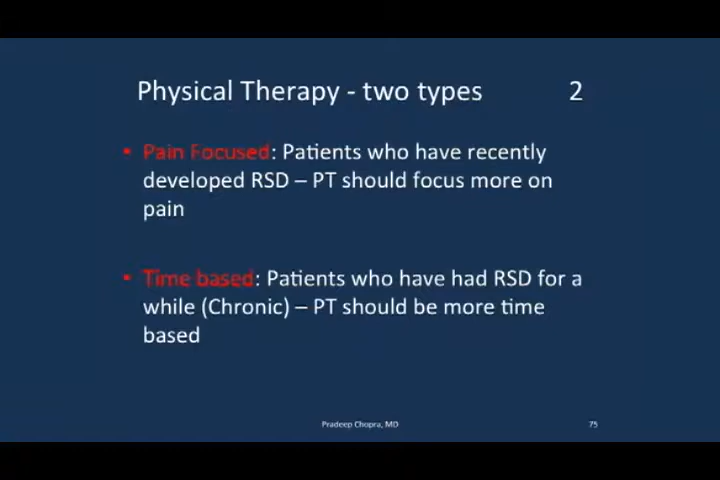 Physical Therapy - two types 2
• Pain Focused: Patients who have recently
developed RSD – PT should focus more on
pain
• Time based: Patients who have had RSD for a
while (Chronic) – PT should be more time
based
Pradeep Chopra, MD 75